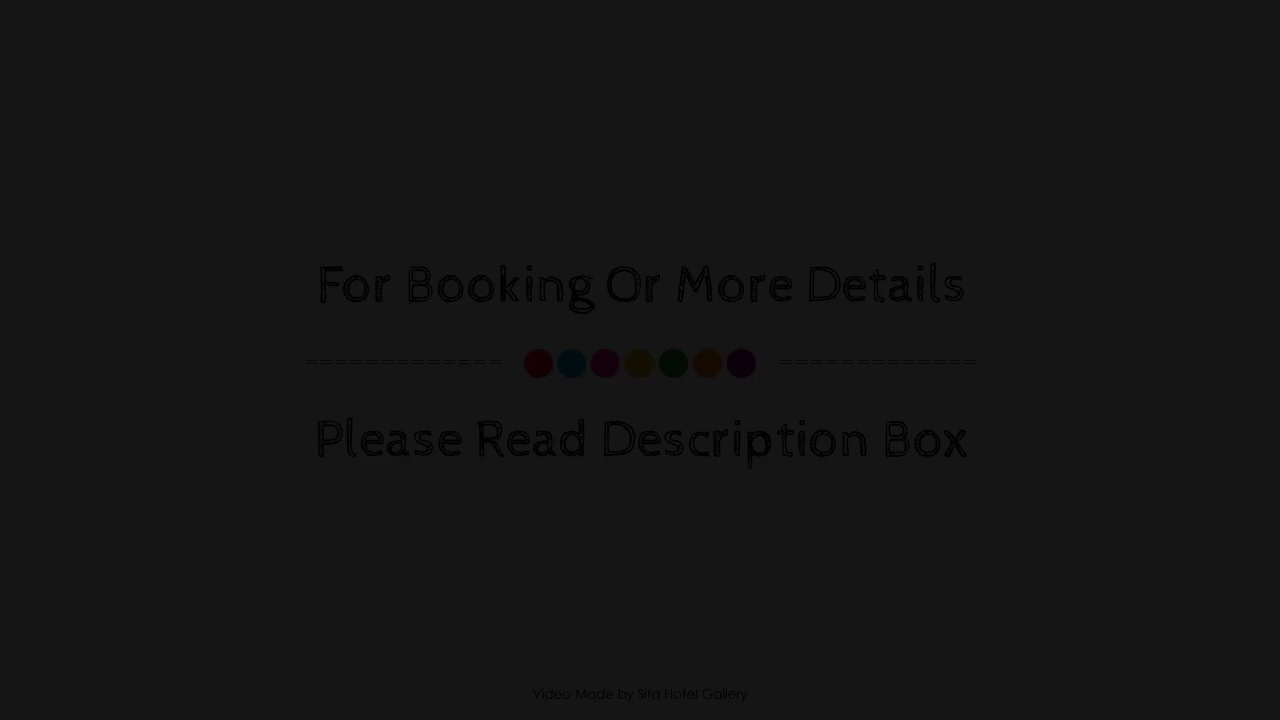 For Booking Or More Details
============= =============
Please Read Description Box
Video Made by Sita Hotel Gallery